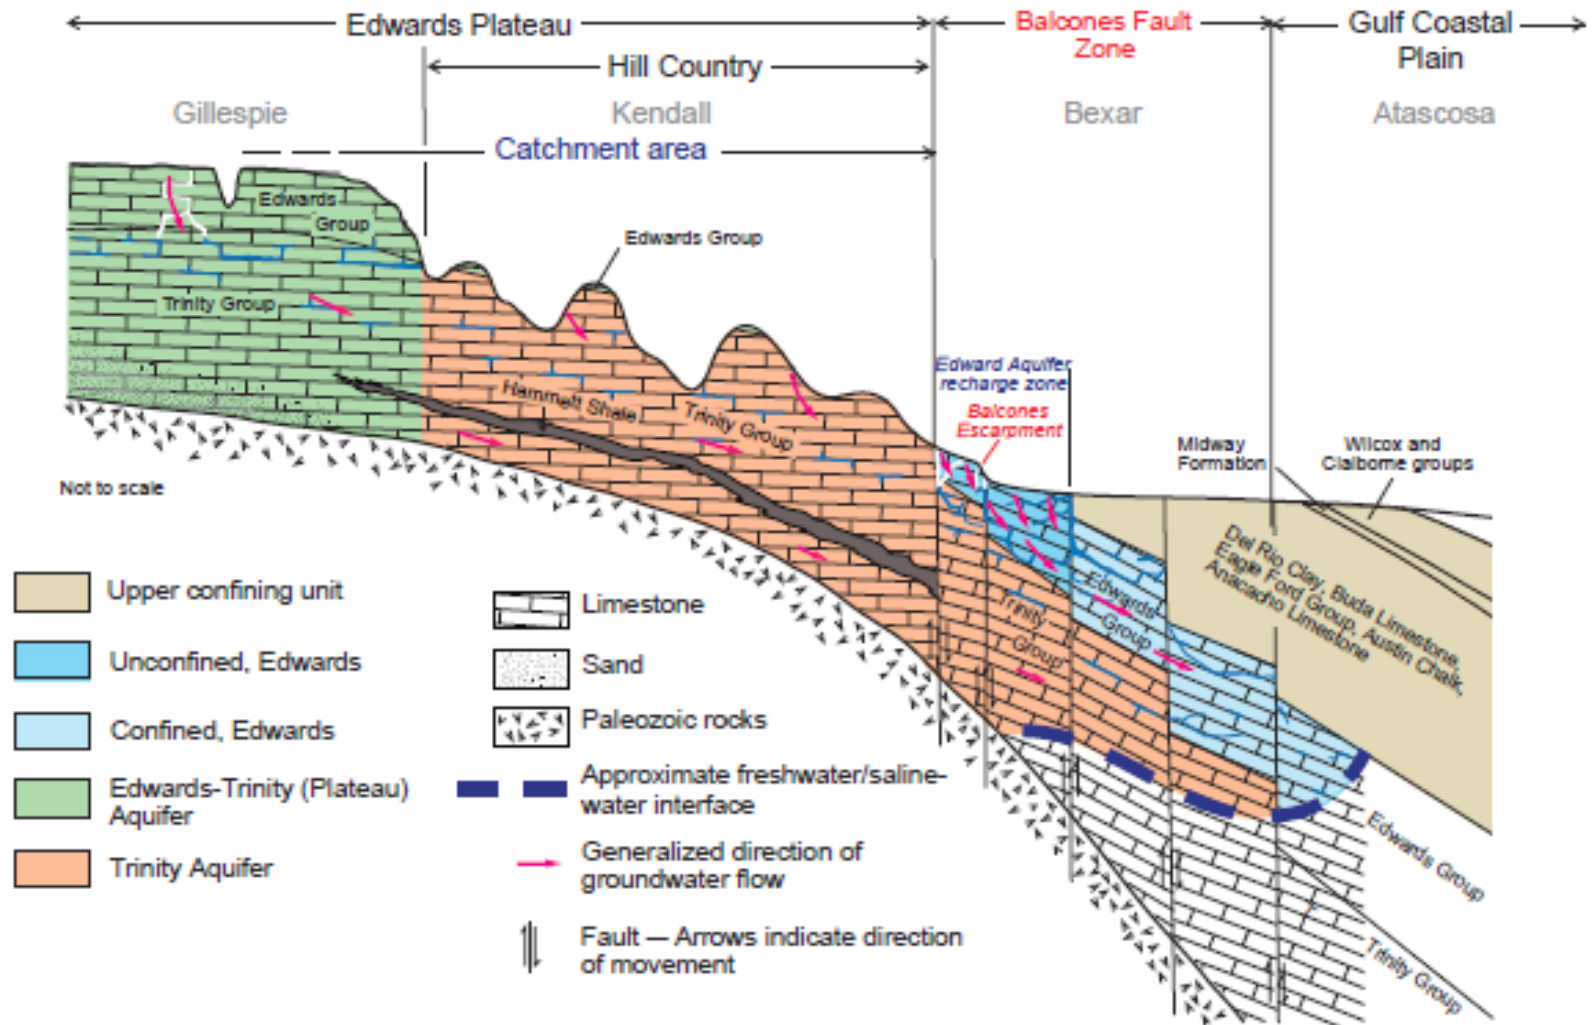 Edwards Plateau
Balcones Fault
Zone
Gulf Coastal
Plain
Hill Country
Gillespie
Kendall
Bexar
Atascosa
Catchment area
Edwards
Group
Edwards Group
Trinity Group
Hammett Shale
Trinity Group
Edward Aquifer
recharge zone
Balcones
Escarpment
Midway
Formation
Wilcox and
Claiborne groups
Not to scale
Del Rio Clay, Buda Limestone,
Eagle Ford Group, Austin Chalk,
Anacacho Limestone
Edwards
Group
Trinity
Group
Edwards Group
Trinity Group
Upper confining unit
Unconfined, Edwards
Confined, Edwards
Edwards-Trinity (Plateau)
Aquifer
Trinity Aquifer
Limestone
Sand
Paleozoic rocks
Approximate freshwater/saline-
water interface
Generalized direction of
groundwater flow
Fault — Arrows indicate direction
of movement